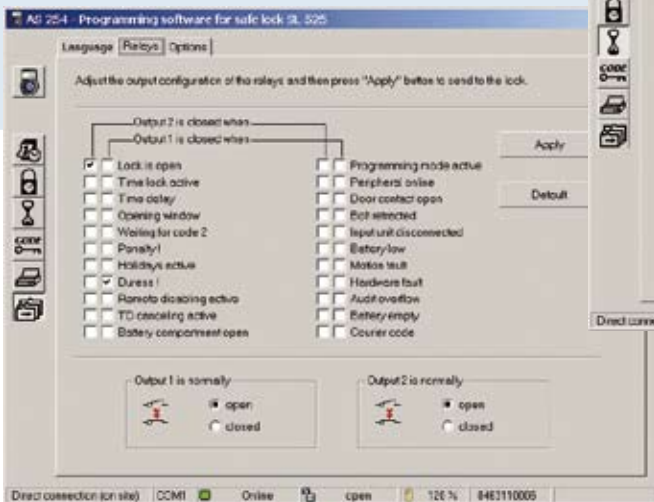 AS 254 - Programming software for safe lock SL 525
Language Relays Options
Adjust the output configuration of the relays and then press "Apply" button to send to the lock.
Output 2 is closed when
Output 1 is closed when
Lock is open
Time lock active
Time delay
Opening window
Waiting for code 2
Penalty!
Holidays active
Duress !
Remote disabling active
TD canceling active
Battery compartment open
Programming mode active
Peripheral online
Door contact open
Bolt retracted
Input unit disconnected
Battery low
Motion fault
Hardware fault
Audit overflow
Battery empty
Courier code
Apply
Default
Output 1 is normally
open
closed
Output 2 is normally
open
closed
CODE
CODE
Direct connection (on site) COM1 Online open 126 % 8463110006
Direct conne